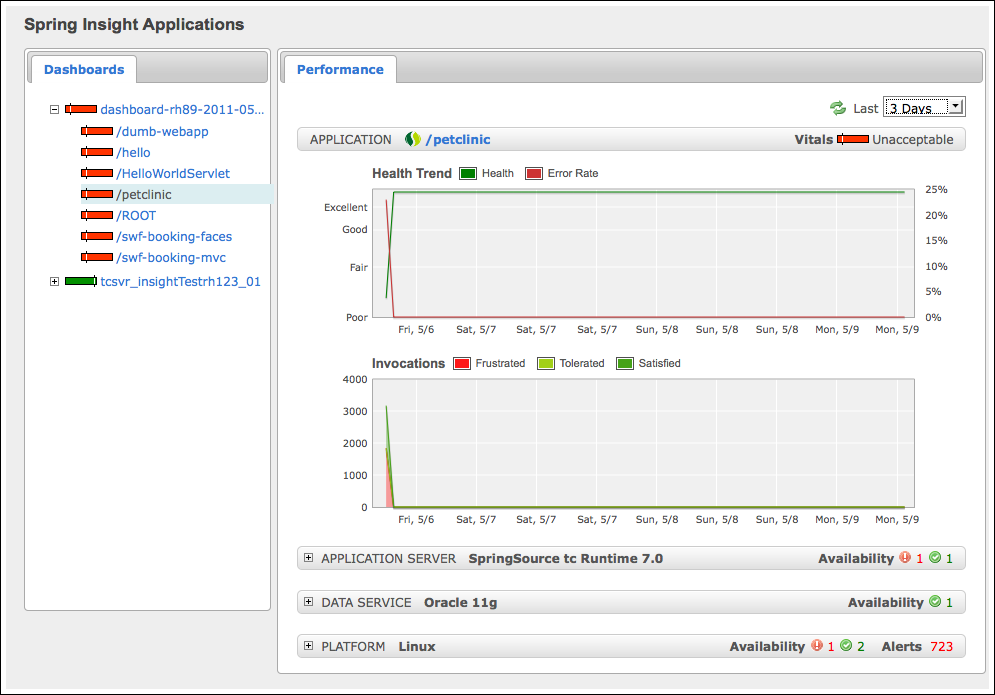 Spring Insight Applications
Dashboards
dashboard-rh89-2011-05...
/dumb-webapp
/hello
/HelloWorldServlet
/petclinic
/ROOT
/swf-booking-faces
/swf-booking-mvc
tcsvr_insightTestrh123_01
Performance
Last 3 Days
APPLICATION /petclinic Vitals Unacceptable
Health Trend Health Error Rate
25%
Excellent 20%
Good
15%
Fair 10%
5%
Poor 0%
Fri, 5/6 Sat, 5/7 Sat, 5/7 Sat, 5/7 Sun, 5/8 Sun, 5/8 Sun, 5/8 Mon, 5/9 Mon, 5/9
Invocations Frustrated Tolerated Satisfied
4000
3000
2000
1000
0
Fri, 5/6 Sat, 5/7 Sat, 5/7 Sat, 5/7 Sun, 5/8 Sun, 5/8 Sun, 5/8 Mon, 5/9 Mon, 5/9
APPLICATION SERVER SpringSource tc Runtime 7.0 Availability 1 1
DATA SERVICE Oracle 11g Availability 1
PLATFORM Linux Availability 1 2 Alerts 723